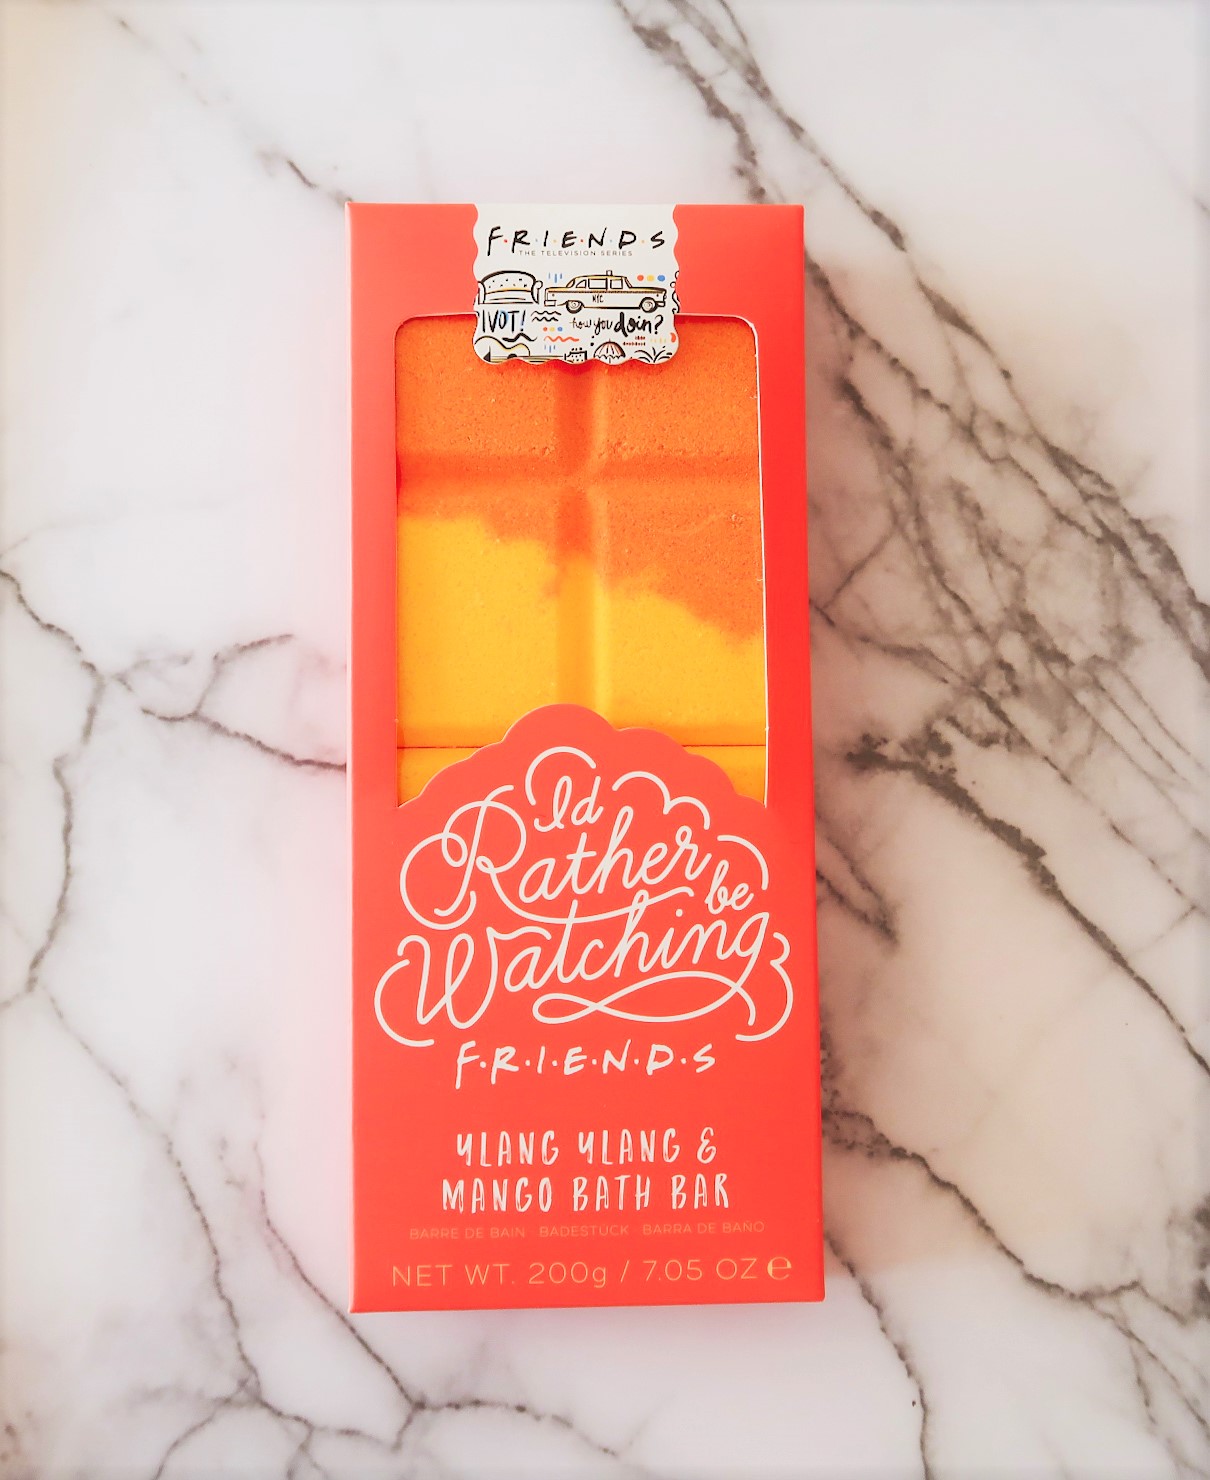 F·R·I·E·N·D·S
THE TELEVISION SERIES
NYC
IVOT!
how you doin?
I'd
Rather
be
Watching
F·R·I·E·N·D·S
YLANG YLANG &
MANGO BATH BAR
BARRE DE BAIN BADESTÜCK BARRA DE BAÑO
NET WT. 200g / 7.05 OZ ℮